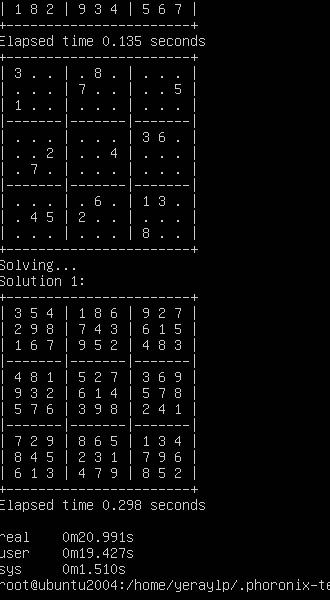 | 1 8 2 | 9 3 4 | 5 6 7 |
+-----------------------+
Elapsed time 0.135 seconds
+-----------------------+
| 3 . . | . 8 . | . . . |
| . . . | 7 . . | . . 5 |
| 1 . . | . . . | . . . |
|-------|-------|-------|
| . . . | . . . | 3 6 . |
| . . 2 | . . 4 | . . . |
| . 7 . | . . . | . . . |
|-------|-------|-------|
| . . . | . 6 . | 1 3 . |
| . 4 5 | 2 . . | . . . |
| . . . | . . . | 8 . . |
+-----------------------+
Solving...
Solution 1:
+-----------------------+
| 3 5 4 | 1 8 6 | 9 2 7 |
| 2 9 8 | 7 4 3 | 6 1 5 |
| 1 6 7 | 9 5 2 | 4 8 3 |
|-------|-------|-------|
| 4 8 1 | 5 2 7 | 3 6 9 |
| 9 3 2 | 6 1 4 | 5 7 8 |
| 5 7 6 | 3 9 8 | 2 4 1 |
|-------|-------|-------|
| 7 2 9 | 8 6 5 | 1 3 4 |
| 8 4 5 | 2 3 1 | 7 9 6 |
| 6 1 3 | 4 7 9 | 8 5 2 |
+-----------------------+
Elapsed time 0.298 seconds
real 0m20.991s
user 0m19.427s
sys 0m1.510s
root@ubuntu2004:/home/yeraylp/.phoronix-te